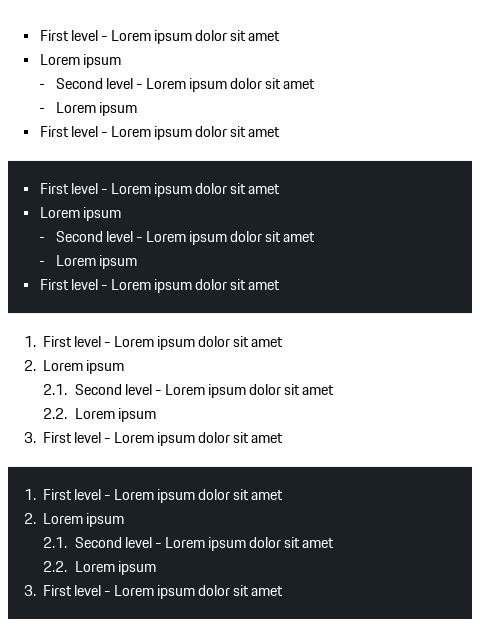 ▪ First level - Lorem ipsum dolor sit amet
▪ Lorem ipsum
- Second level - Lorem ipsum dolor sit amet
- Lorem ipsum
▪ First level - Lorem ipsum dolor sit amet
▪ First level - Lorem ipsum dolor sit amet
▪ Lorem ipsum
- Second level - Lorem ipsum dolor sit amet
- Lorem ipsum
▪ First level - Lorem ipsum dolor sit amet
1. First level - Lorem ipsum dolor sit amet
2. Lorem ipsum
2.1. Second level - Lorem ipsum dolor sit amet
2.2. Lorem ipsum
3. First level - Lorem ipsum dolor sit amet
1. First level - Lorem ipsum dolor sit amet
2. Lorem ipsum
2.1. Second level - Lorem ipsum dolor sit amet
2.2. Lorem ipsum
3. First level - Lorem ipsum dolor sit amet